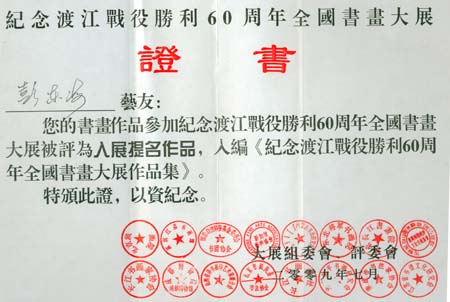 紀念渡江戰役勝利60周年全國書畫大展
證書
彭东海 藝友：
您的書畫作品參加紀念渡江戰役勝利60周年全國書畫
大展被評為入展提名作品，入編《紀念渡江戰役勝利60周
年全國書畫大展作品集》。
特頒此證，以資紀念。
大展組委會、評委會
二零零九年七月